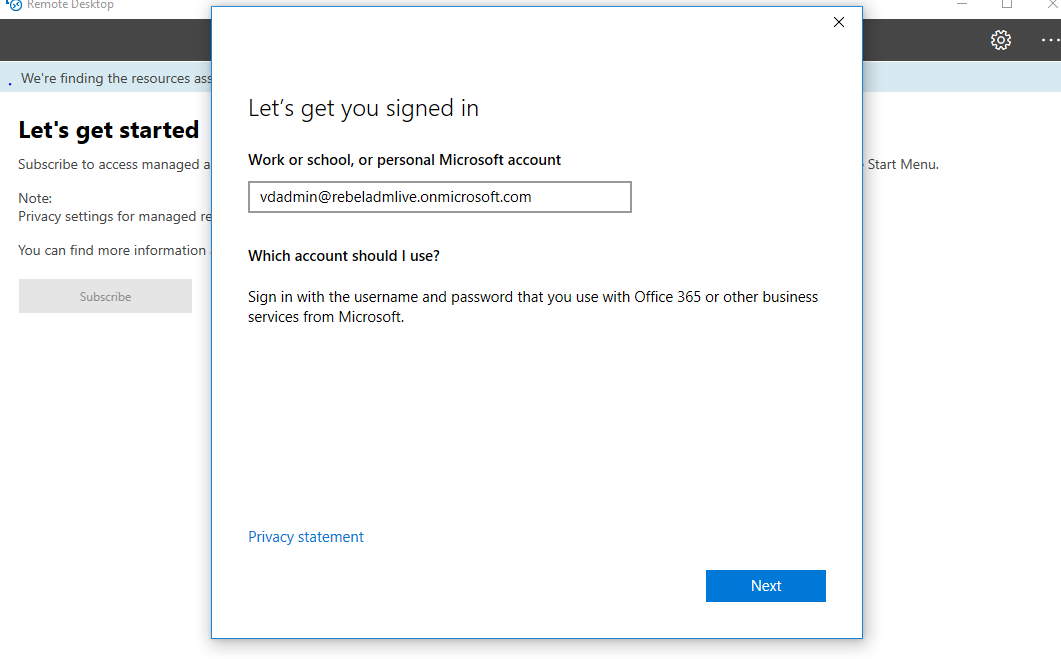 Remote Desktop
We're finding the resources ass
Let's get started
Subscribe to access managed a
Start Menu.
Note:
Privacy settings for managed re
You can find more information
Subscribe
Let's get you signed in
Work or school, or personal Microsoft account
vdadmin@rebeladmlive.onmicrosoft.com
Which account should I use?
Sign in with the username and password that you use with Office 365 or other business
services from Microsoft.
Privacy statement
Next